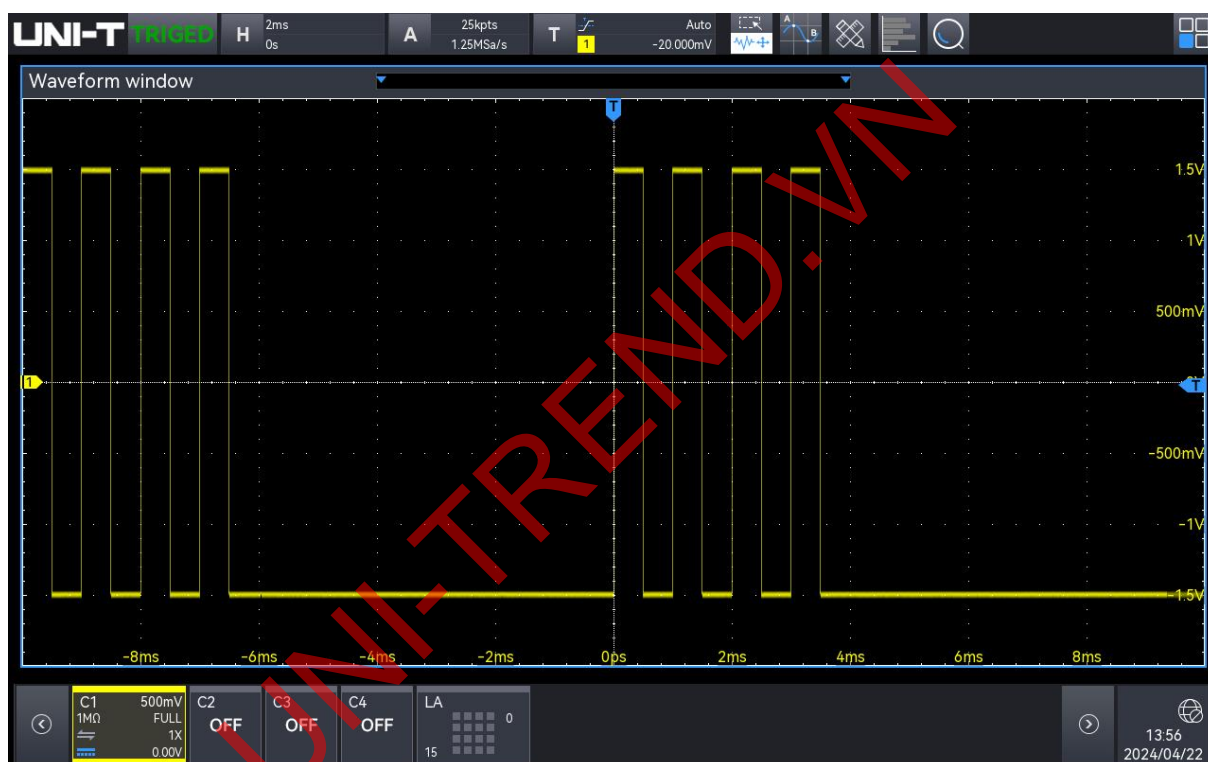 UNI-T TRIGED H 2ms 0s A 25kpts 1.25MS/s T 1 Auto -20.000mV A B
Waveform window
T
1.5V
1V
500mV
1
T
-500mV
-1V
-1.5V
-8ms -6ms -4ms -2ms 0ps 2ms 4ms 6ms 8ms
C1 500mV C2 C3 C4 LA
1MΩ FULL OFF OFF OFF 0
1X 13:56
0.00V 15 2024/04/22
UNI-TREND.VN